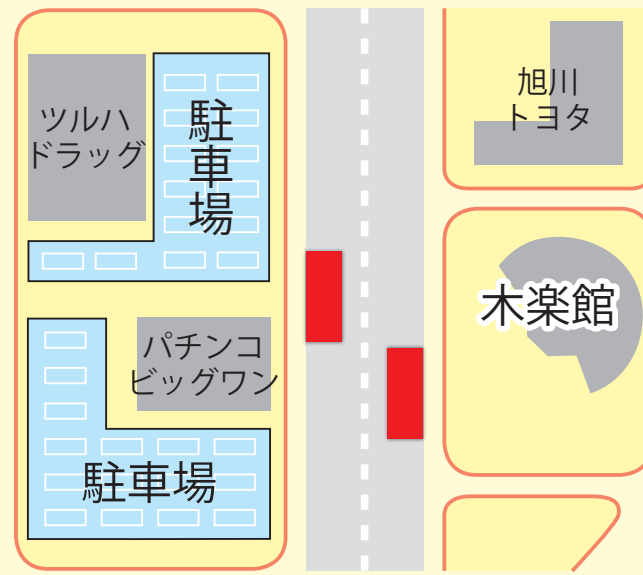 ツルハ
ドラッグ
駐車場
旭川
トヨタ
木楽館
パチンコ
ビッグワン
駐車場